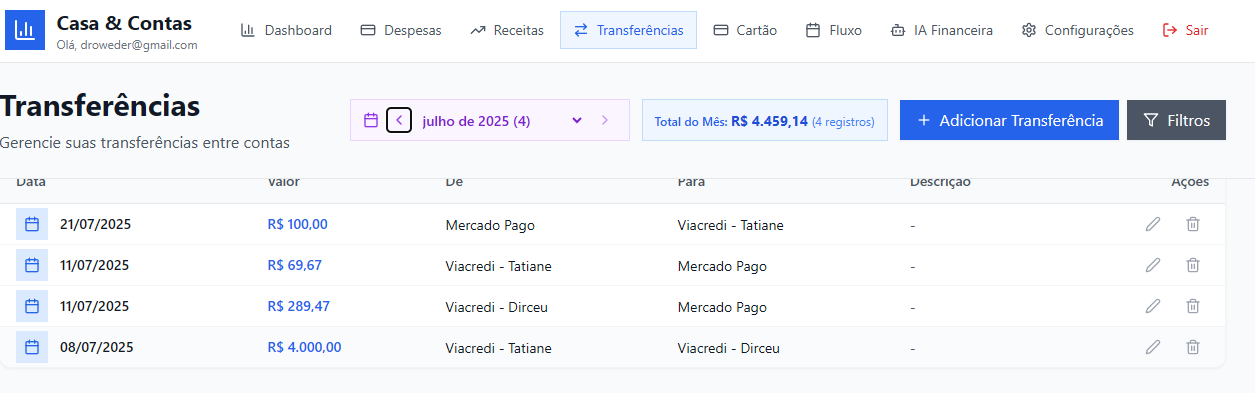 Casa & Contas
Olá, droweder@gmail.com
Dashboard
Despesas
Receitas
Transferências
Cartão
Fluxo
IA Financeira
Configurações
Sair
Transferências
Gerencie suas transferências entre contas
julho de 2025 (4)
Total do Mês: R$ 4.459,14 (4 registros)
Adicionar Transferência
Filtros
Data Valor De Para Descrição Ações
21/07/2025 R$ 100,00 Mercado Pago Viacredi - Tatiane -
11/07/2025 R$ 69,67 Viacredi - Tatiane Mercado Pago -
11/07/2025 R$ 289,47 Viacredi - Dirceu Mercado Pago -
08/07/2025 R$ 4.000,00 Viacredi - Tatiane Viacredi - Dirceu -